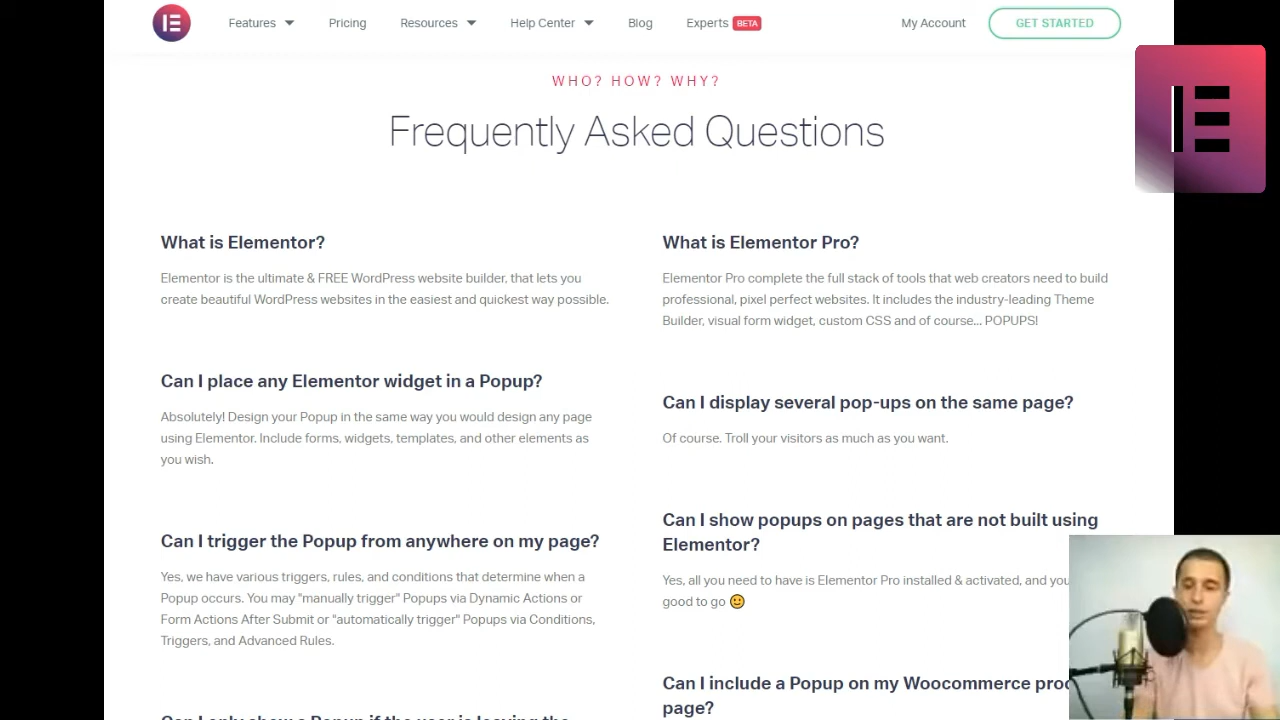 Features Pricing Resources Help Center Blog Experts BETA My Account GET STARTED
WHO? HOW? WHY?
Frequently Asked Questions
What is Elementor?
Elementor is the ultimate & FREE WordPress website builder, that lets you
create beautiful WordPress websites in the easiest and quickest way possible.
Can I place any Elementor widget in a Popup?
Absolutely! Design your Popup in the same way you would design any page
using Elementor. Include forms, widgets, templates, and other elements as
you wish.
Can I trigger the Popup from anywhere on my page?
Yes, we have various triggers, rules, and conditions that determine when a
Popup occurs. You may "manually trigger" Popups via Dynamic Actions or
Form Actions After Submit or "automatically trigger" Popups via Conditions,
Triggers, and Advanced Rules.
Can I only show a Popup if the user is leaving the
What is Elementor Pro?
Elementor Pro complete the full stack of tools that web creators need to build
professional, pixel perfect websites. It includes the industry-leading Theme
Builder, visual form widget, custom CSS and of course... POPUPS!
Can I display several pop-ups on the same page?
Of course. Troll your visitors as much as you want.
Can I show popups on pages that are not built using
Elementor?
Yes, all you need to have is Elementor Pro installed & activated, and you
good to go 🙂
Can I include a Popup on my Woocommerce
page?